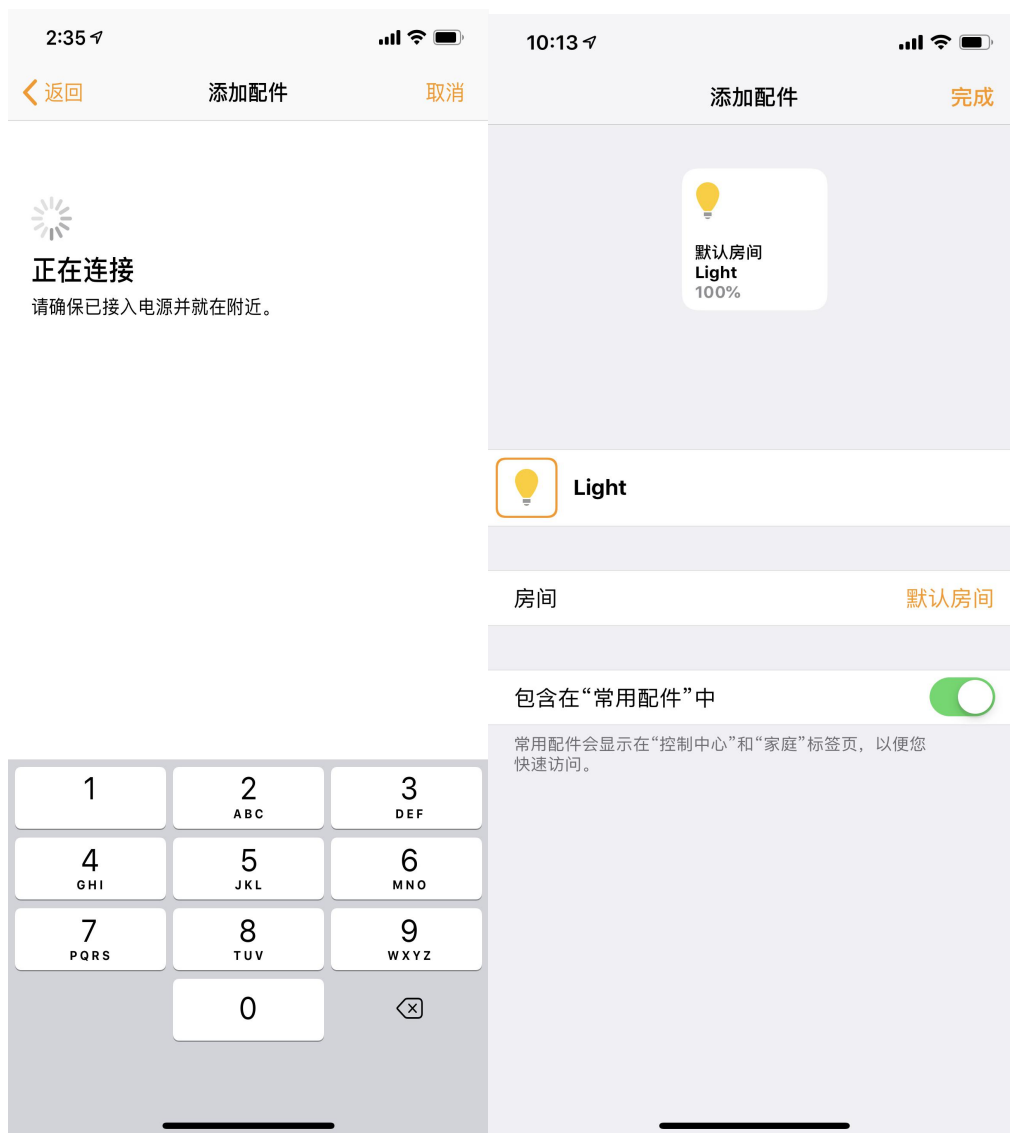 2:35
返回
添加配件
取消
正在连接
请确保已接入电源并就在附近。
1
2
ABC
3
DEF
4
GHI
5
JKL
6
MNO
7
PQRS
8
TUV
9
WXYZ
0
10:13
添加配件
完成
默认房间
Light
100%
Light
房间
默认房间
包含在“常用配件”中
常用配件会显示在“控制中心”和“家庭”标签页，以便您
快速访问。